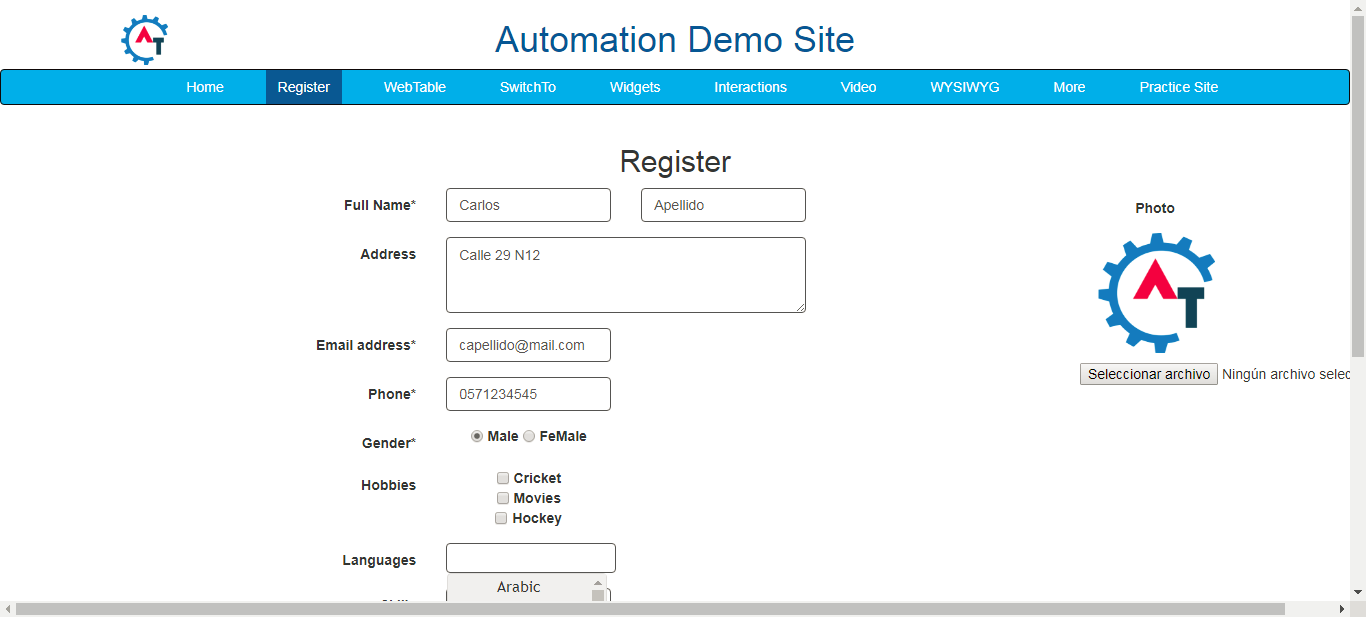 Automation Demo Site
Home Register WebTable SwitchTo Widgets Interactions Video WYSIWYG More Practice Site
Register
Full Name* Carlos Apellido
Photo
Address Calle 29 N12
Email address* capellido@mail.com
Seleccionar archivo Ningún archivo selec
Phone* 0571234545
Gender* Male FeMale
Hobbies Cricket
Movies
Hockey
Languages
Arabic